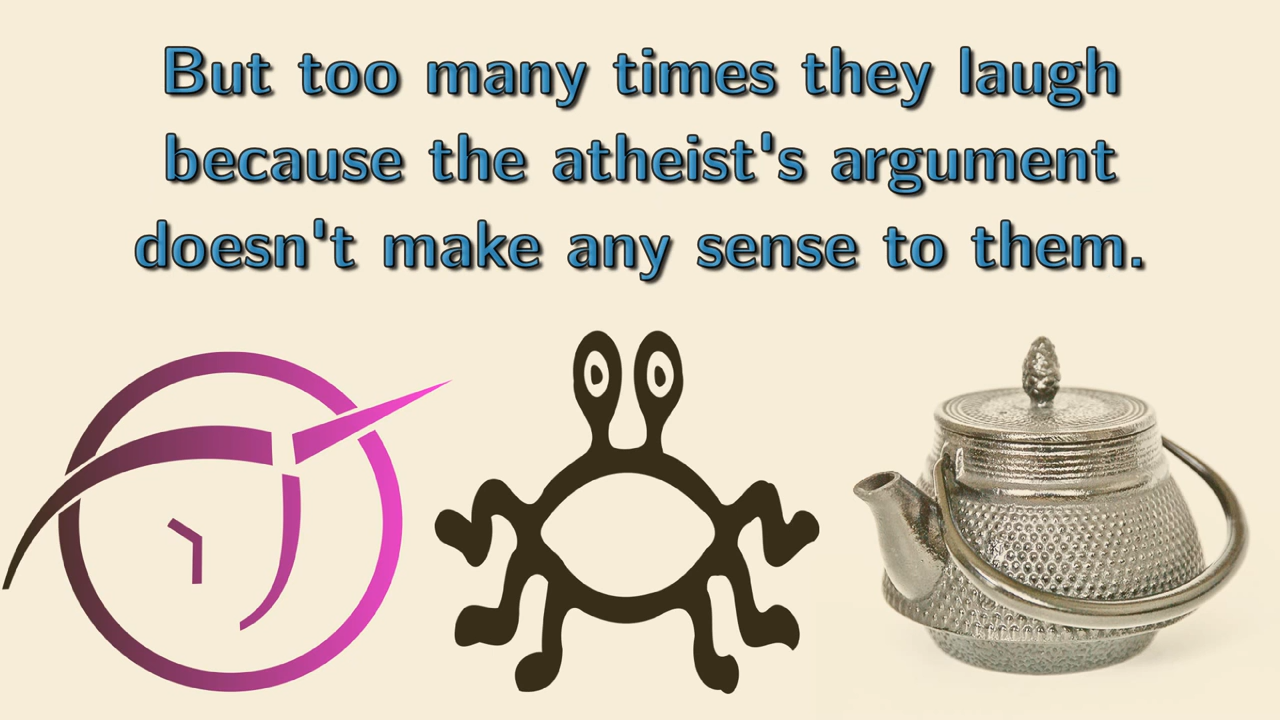 But too many times they laugh
because the atheist's argument
doesn't make any sense to them.